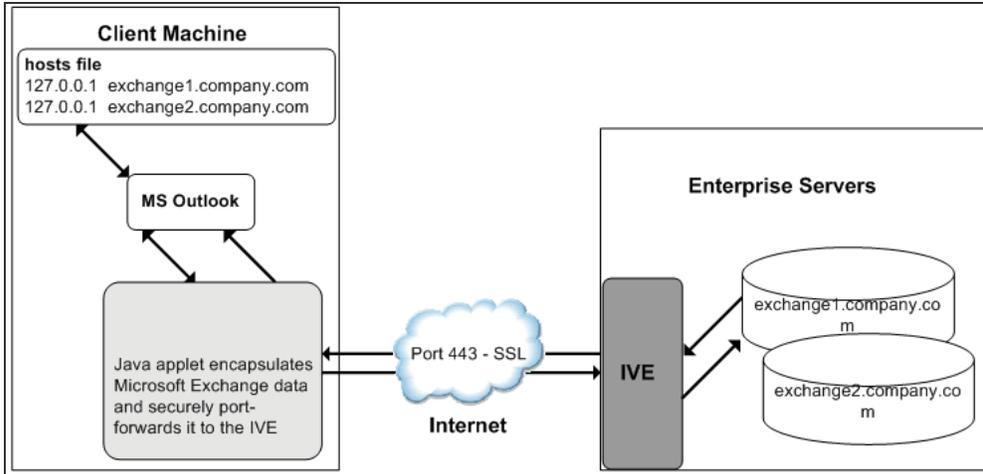 Client Machine
hosts file
127.0.0.1 exchange1.company.com
127.0.0.1 exchange2.company.com
MS Outlook
Java applet encapsulates
Microsoft Exchange data
and securely port-
forwards it to the IVE
Port 443 - SSL
Internet
Enterprise Servers
IVE
exchange1.company.co
m
exchange2.company.co
m